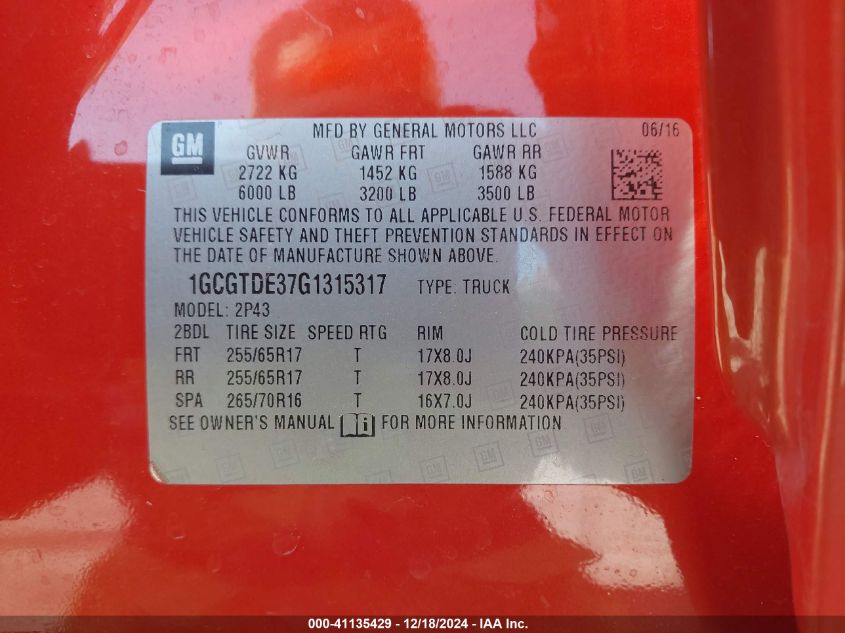 GM
MFD BY GENERAL MOTORS LLC 06/16
GVWR GAWR FRT GAWR RR
2722 KG 1452 KG 1588 KG
6000 LB 3200 LB 3500 LB
THIS VEHICLE CONFORMS TO ALL APPLICABLE U.S. FEDERAL MOTOR
VEHICLE SAFETY AND THEFT PREVENTION STANDARDS IN EFFECT ON
THE DATE OF MANUFACTURE SHOWN ABOVE.
1GCGTDE37G1315317 TYPE: TRUCK
MODEL: 2P43
2BDL TIRE SIZE SPEED RTG RIM COLD TIRE PRESSURE
FRT 255/65R17 T 17X8.0J 240KPA(35PSI)
RR 255/65R17 T 17X8.0J 240KPA(35PSI)
SPA 265/70R16 T 16X7.0J 240KPA(35PSI)
SEE OWNER'S MANUAL i FOR MORE INFORMATION
000-41135429 - 12/18/2024 - IAA Inc.